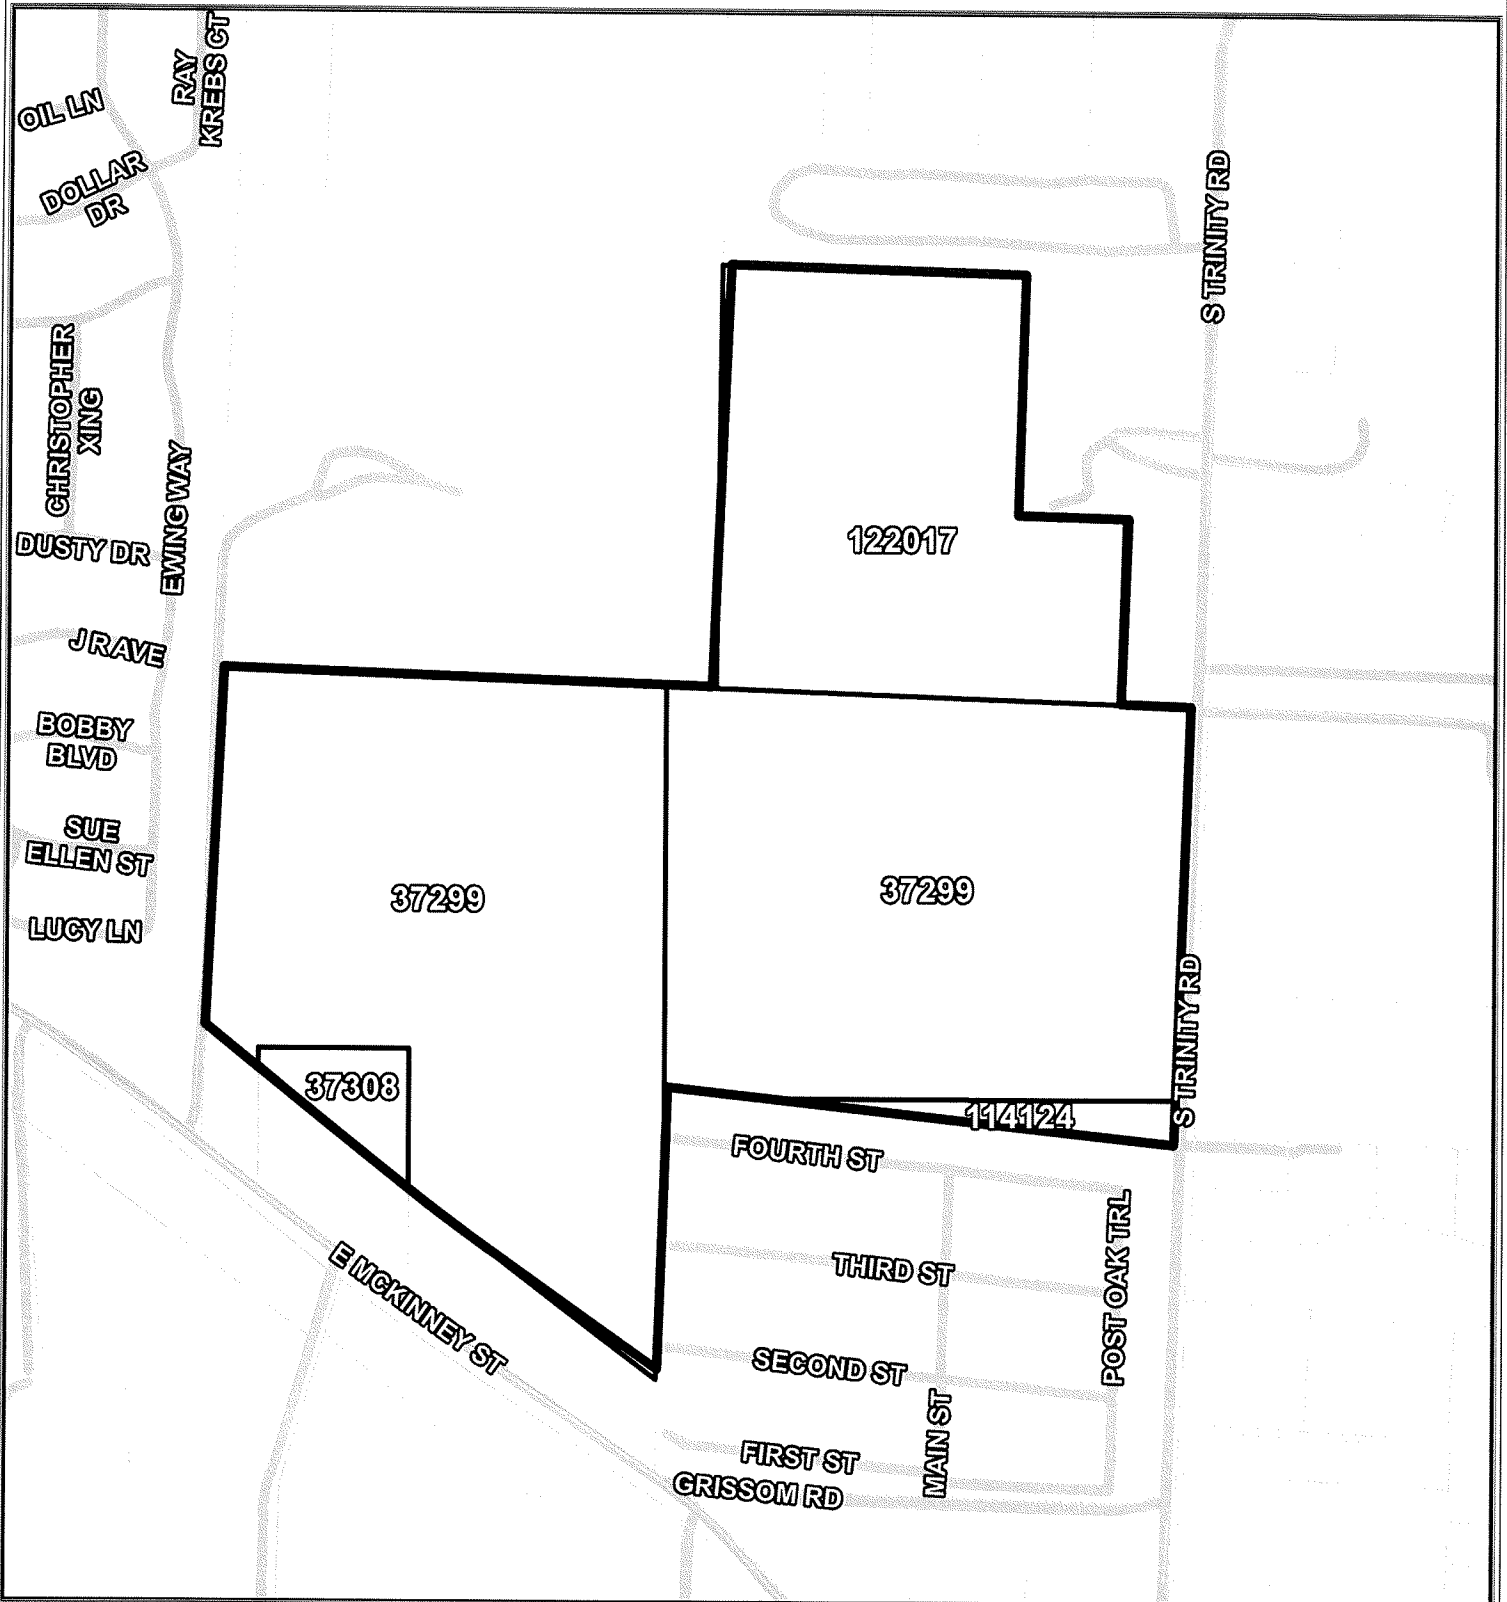 RAY
KREBS CT
OIL LN
DOLLAR
DR
S TRINITY RD
CHRISTOPHER
XING
EWING WAY
DUSTY DR
122017
J R AVE
BOBBY
BLVD
SUE
ELLEN ST
37299
37299
LUCY LN
S TRINITY RD
37308
114124
FOURTH ST
POST OAK TRL
THIRD ST
E MCKINNEY ST
SECOND ST
MAIN ST
FIRST ST
GRISSOM RD